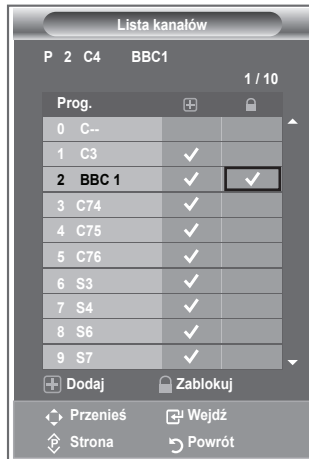 Lista kanałów
P 2 C4 BBC1
1 / 10
Prog.
0 C--
1 C3
2 BBC 1
3 C74
4 C75
5 C76
6 S3
7 S4
8 S6
9 S7
Dodaj Zablokuj
Przenieś Wejdź
P Strona Powrót